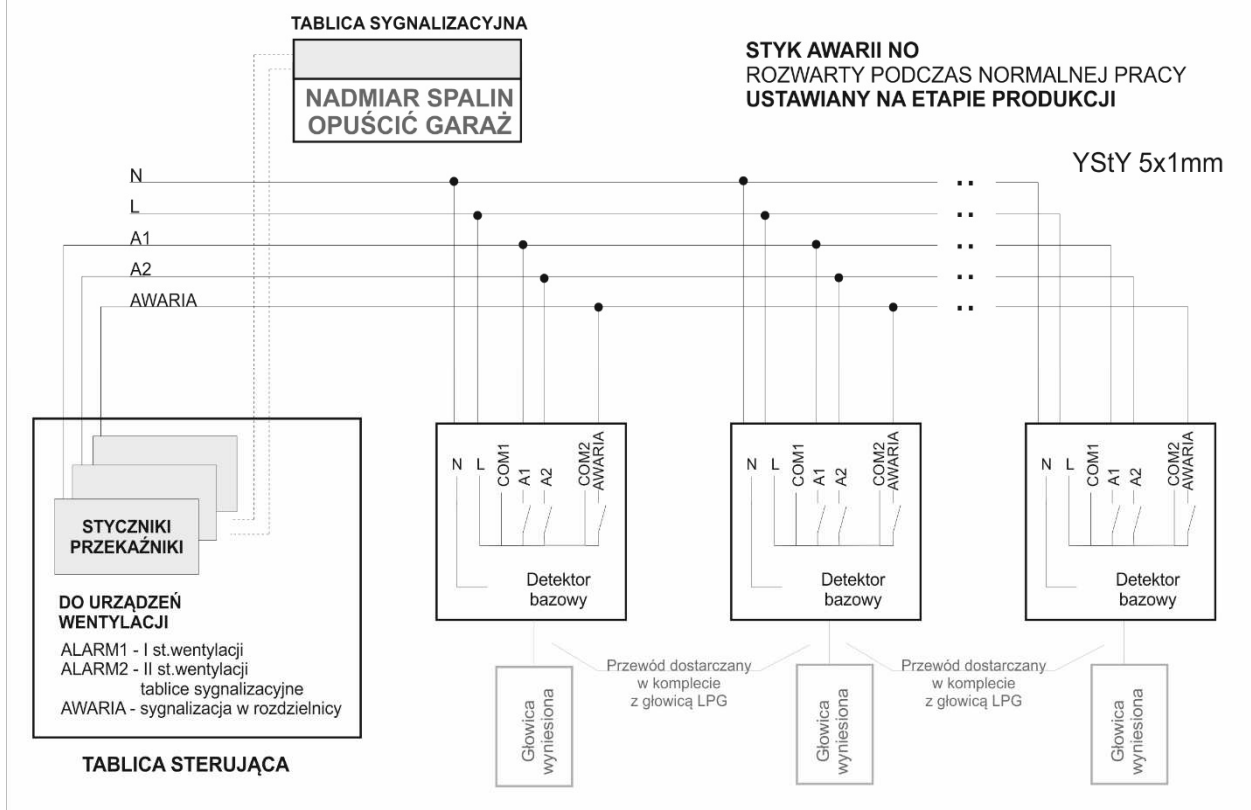 TABLICA SYGNALIZACYJNA
NADMIAR SPALIN
OPUŚCIĆ GARAŻ
STYK AWARII NO
ROZWARTY PODCZAS NORMALNEJ PRACY
USTAWIANY NA ETAPIE PRODUKCJI
YStY 5x1mm
N
L
A1
A2
AWARIA
STYCZNIKI
PRZEKAŹNIKI
DO URZĄDZEŃ
WENTYLACJI
ALARM1 - I st.wentylacji
ALARM2 - II st.wentylacji
tablice sygnalizacyjne
AWARIA - sygnalizacja w rozdzielnicy
TABLICA STERUJĄCA
N L COM1 A1 A2 COM2 AWARIA
Detektor
bazowy
N L COM1 A1 A2 COM2 AWARIA
Detektor
bazowy
N L COM1 A1 A2 COM2 AWARIA
Detektor
bazowy
Głowica
wyniesiona
Przewód dostarczany
w komplecie
z głowicą LPG
Głowica
wyniesiona
Przewód dostarczany
w komplecie
z głowicą LPG
Głowica
wyniesiona